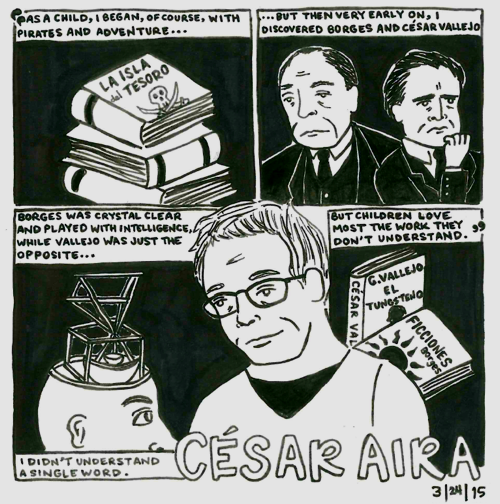 “AS A CHILD, I BEGAN, OF COURSE, WITH
PIRATES AND ADVENTURE...
LA ISLA
del TESORO
...BUT THEN VERY EARLY ON, I
DISCOVERED BORGES AND CÉSAR VALLEJO
BORGES WAS CRYSTAL CLEAR
AND PLAYED WITH INTELLIGENCE,
WHILE VALLEJO WAS JUST THE
OPPOSITE...
I DIDN'T UNDERSTAND
A SINGLE WORD.
BUT CHILDREN LOVE
MOST THE WORK THEY
DON'T UNDERSTAND.”
CÉSAR VAL
C. VALLEJO
EL
TUNGSTENO
FICCIONES
Borges
CÉSAR AIRA
3|24|15